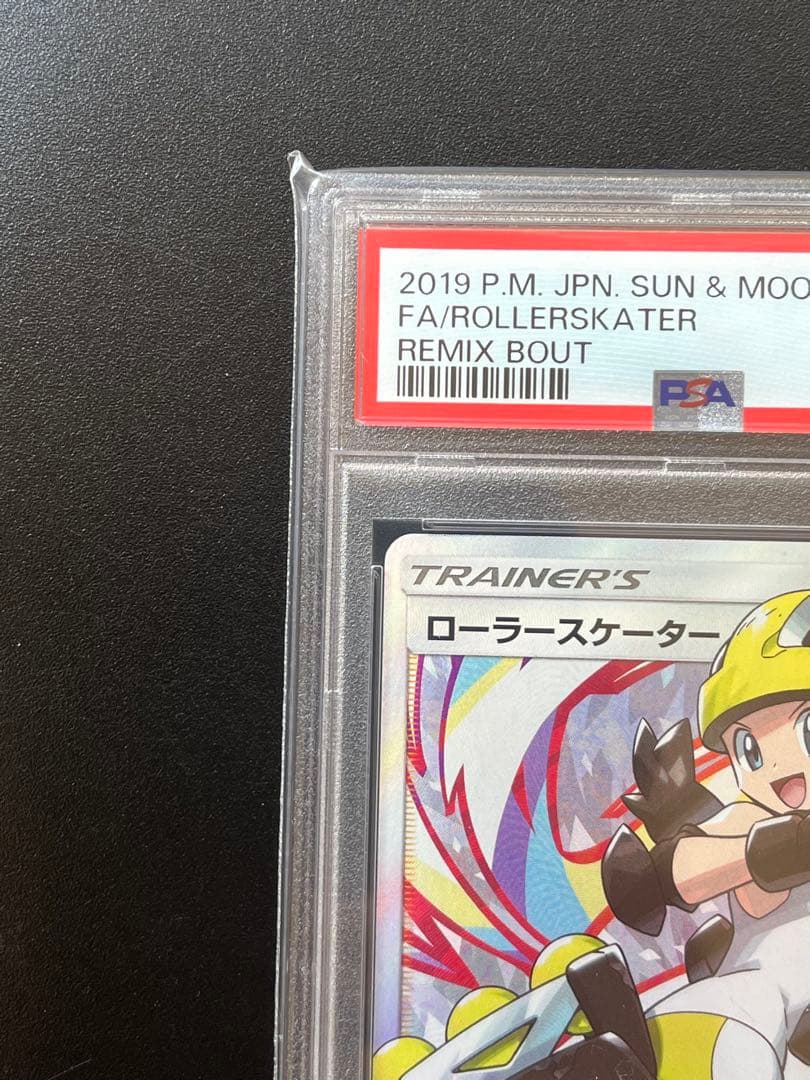 2019 P.M. JPN. SUN & MOO
FA/ROLLERSKATER
REMIX BOUT
PSA
TRAINER'S
ローラースケーター